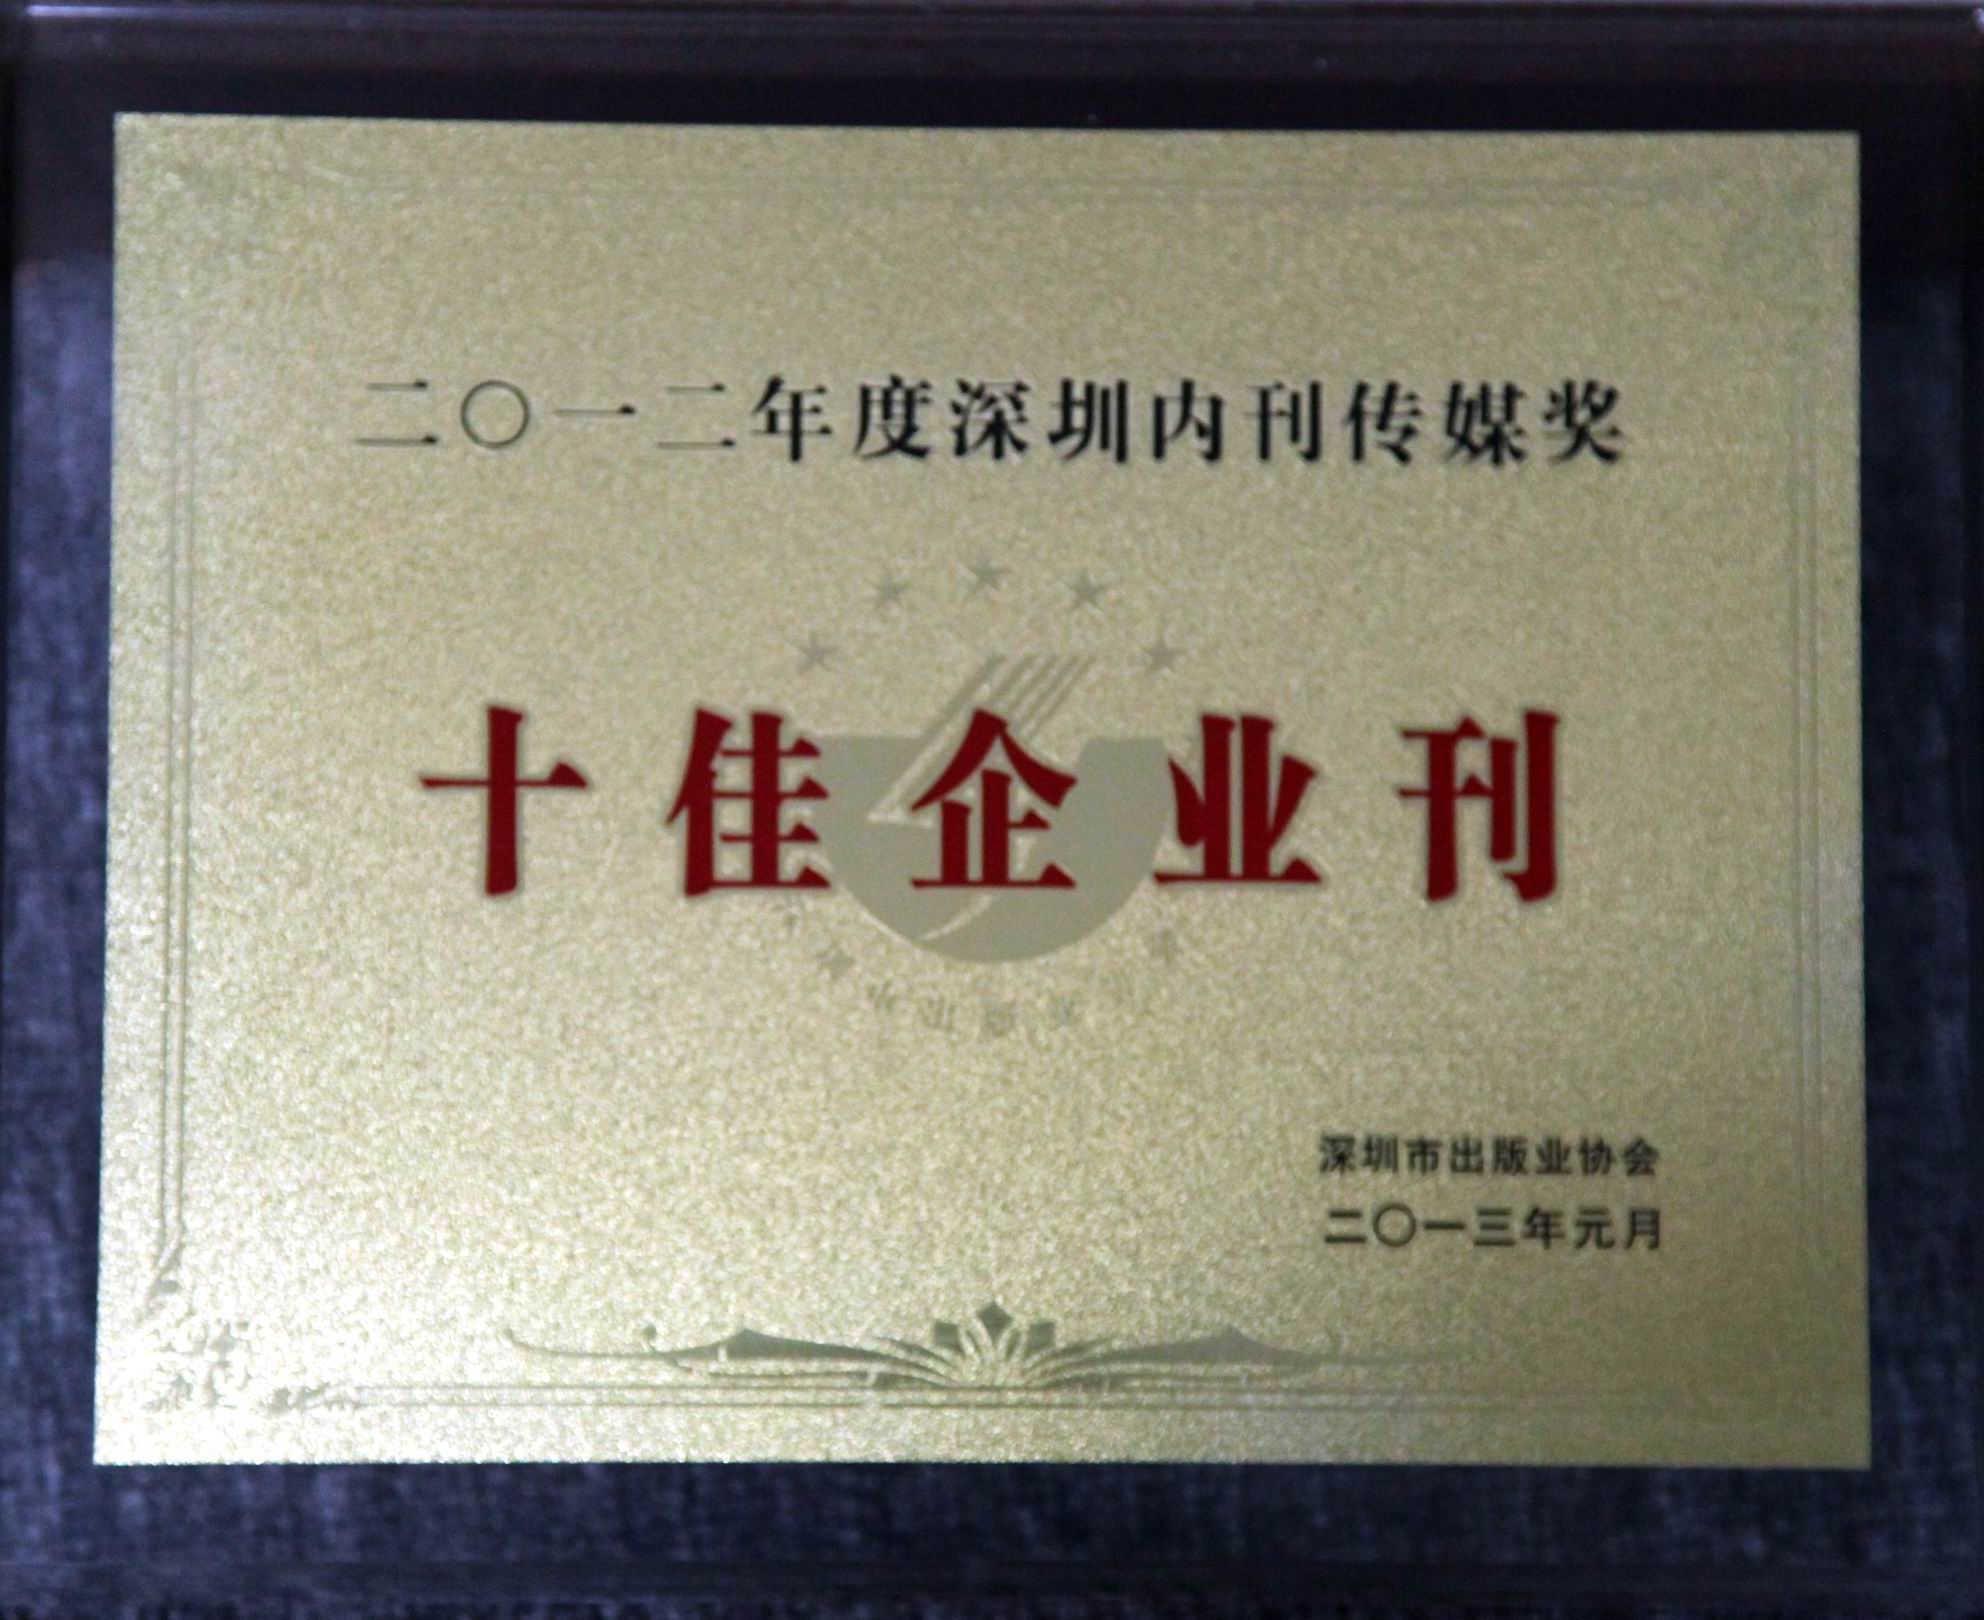 二〇一二年度深圳内刊传媒奖
十佳企业刊
深圳市出版业协会
二〇一三年元月